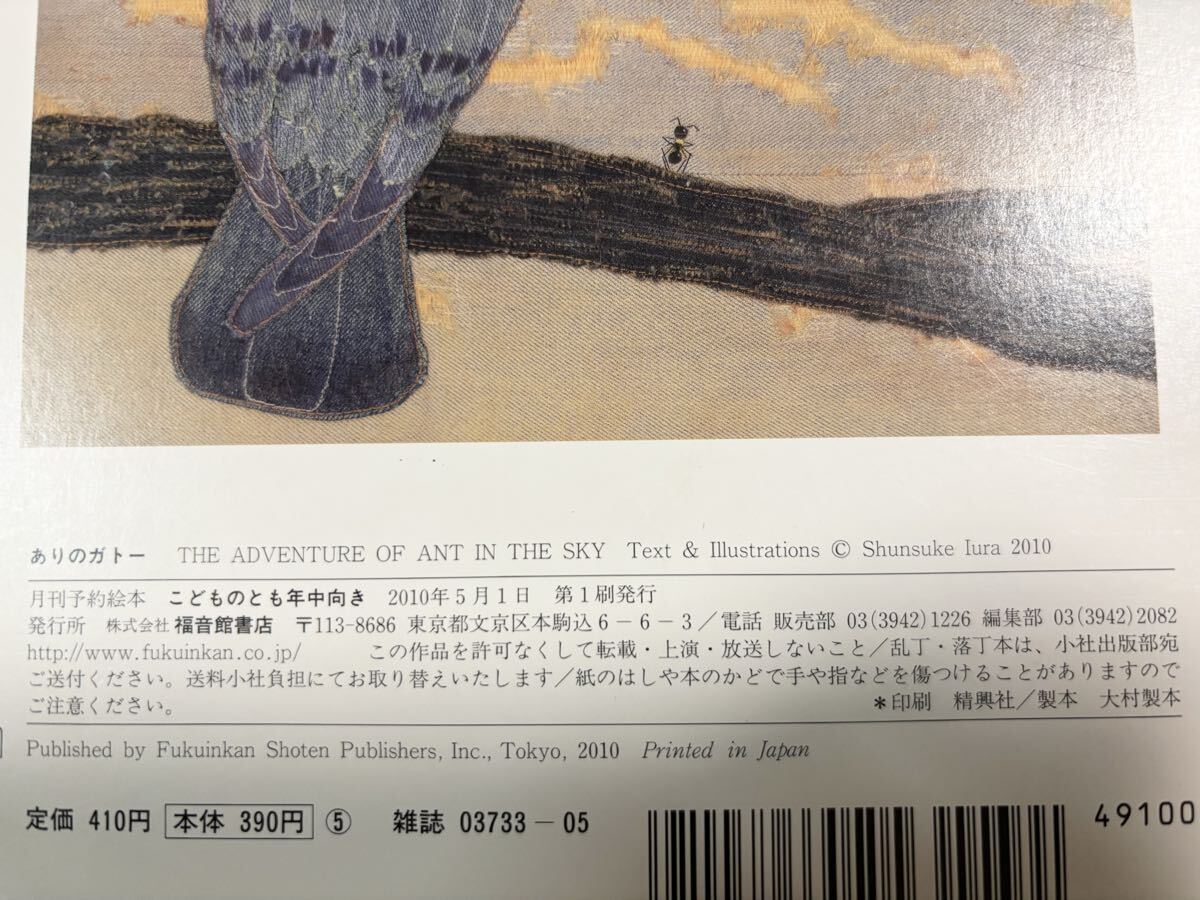 ありのガトー THE ADVENTURE OF ANT IN THE SKY Text & Illustrations © Shunsuke Iura 2010
月刊予約絵本 こどものとも年中向き 2010年5月1日 第1刷発行
発行所 株式会社 福音館書店 〒113-8686 東京都文京区本駒込6-6-3／電話 販売部 03(3942)1226 編集部 03(3942)2082
http://www.fukuinkan.co.jp/ この作品を許可なくして転載・上演・放送しないこと／乱丁・落丁本は、小社出版部宛
ご送付ください。送料小社負担にてお取り替えいたします／紙のはしや本のかどで手や指などを傷つけることがありますので
ご注意ください。 *印刷 精興社／製本 大村製本
Published by Fukuinkan Shoten Publishers, Inc., Tokyo, 2010 Printed in Japan
定価 410円 本体 390円 ⑤ 雑誌 03733-05
49100